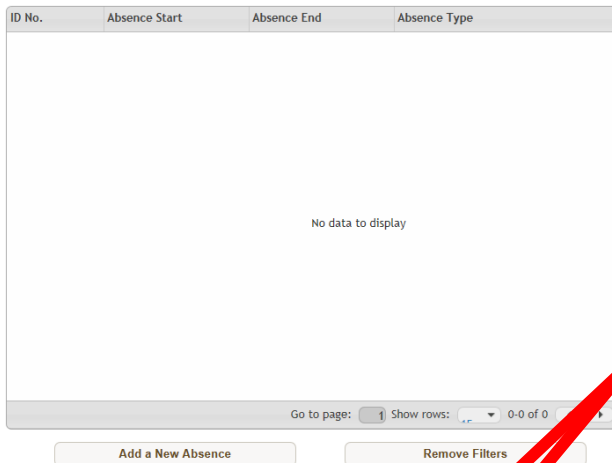 ID No. Absence Start Absence End Absence Type
No data to display
Go to page: 1 Show rows: 0-0 of 0
Add a New Absence Remove Filters